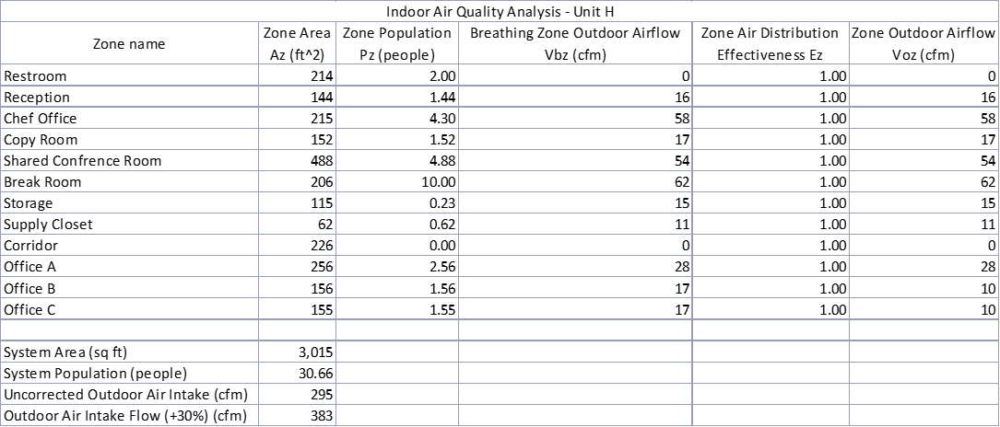 Indoor Air Quality Analysis - Unit H
Zone name Zone Area Az (ft^2) Zone Population Pz (people) Breathing Zone Outdoor Airflow Vbz (cfm) Zone Air Distribution Effectiveness Ez Zone Outdoor Airflow Voz (cfm)
Restroom 214 2.00 0 1.00 0
Reception 144 1.44 16 1.00 16
Chef Office 215 4.30 58 1.00 58
Copy Room 152 1.52 17 1.00 17
Shared Confrence Room 488 4.88 54 1.00 54
Break Room 206 10.00 62 1.00 62
Storage 115 0.23 15 1.00 15
Supply Closet 62 0.62 11 1.00 11
Corridor 226 0.00 0 1.00 0
Office A 256 2.56 28 1.00 28
Office B 156 1.56 17 1.00 10
Office C 155 1.55 17 1.00 10
System Area (sq ft) 3,015
System Population (people) 30.66
Uncorrected Outdoor Air Intake (cfm) 295
Outdoor Air Intake Flow (+30%) (cfm) 383